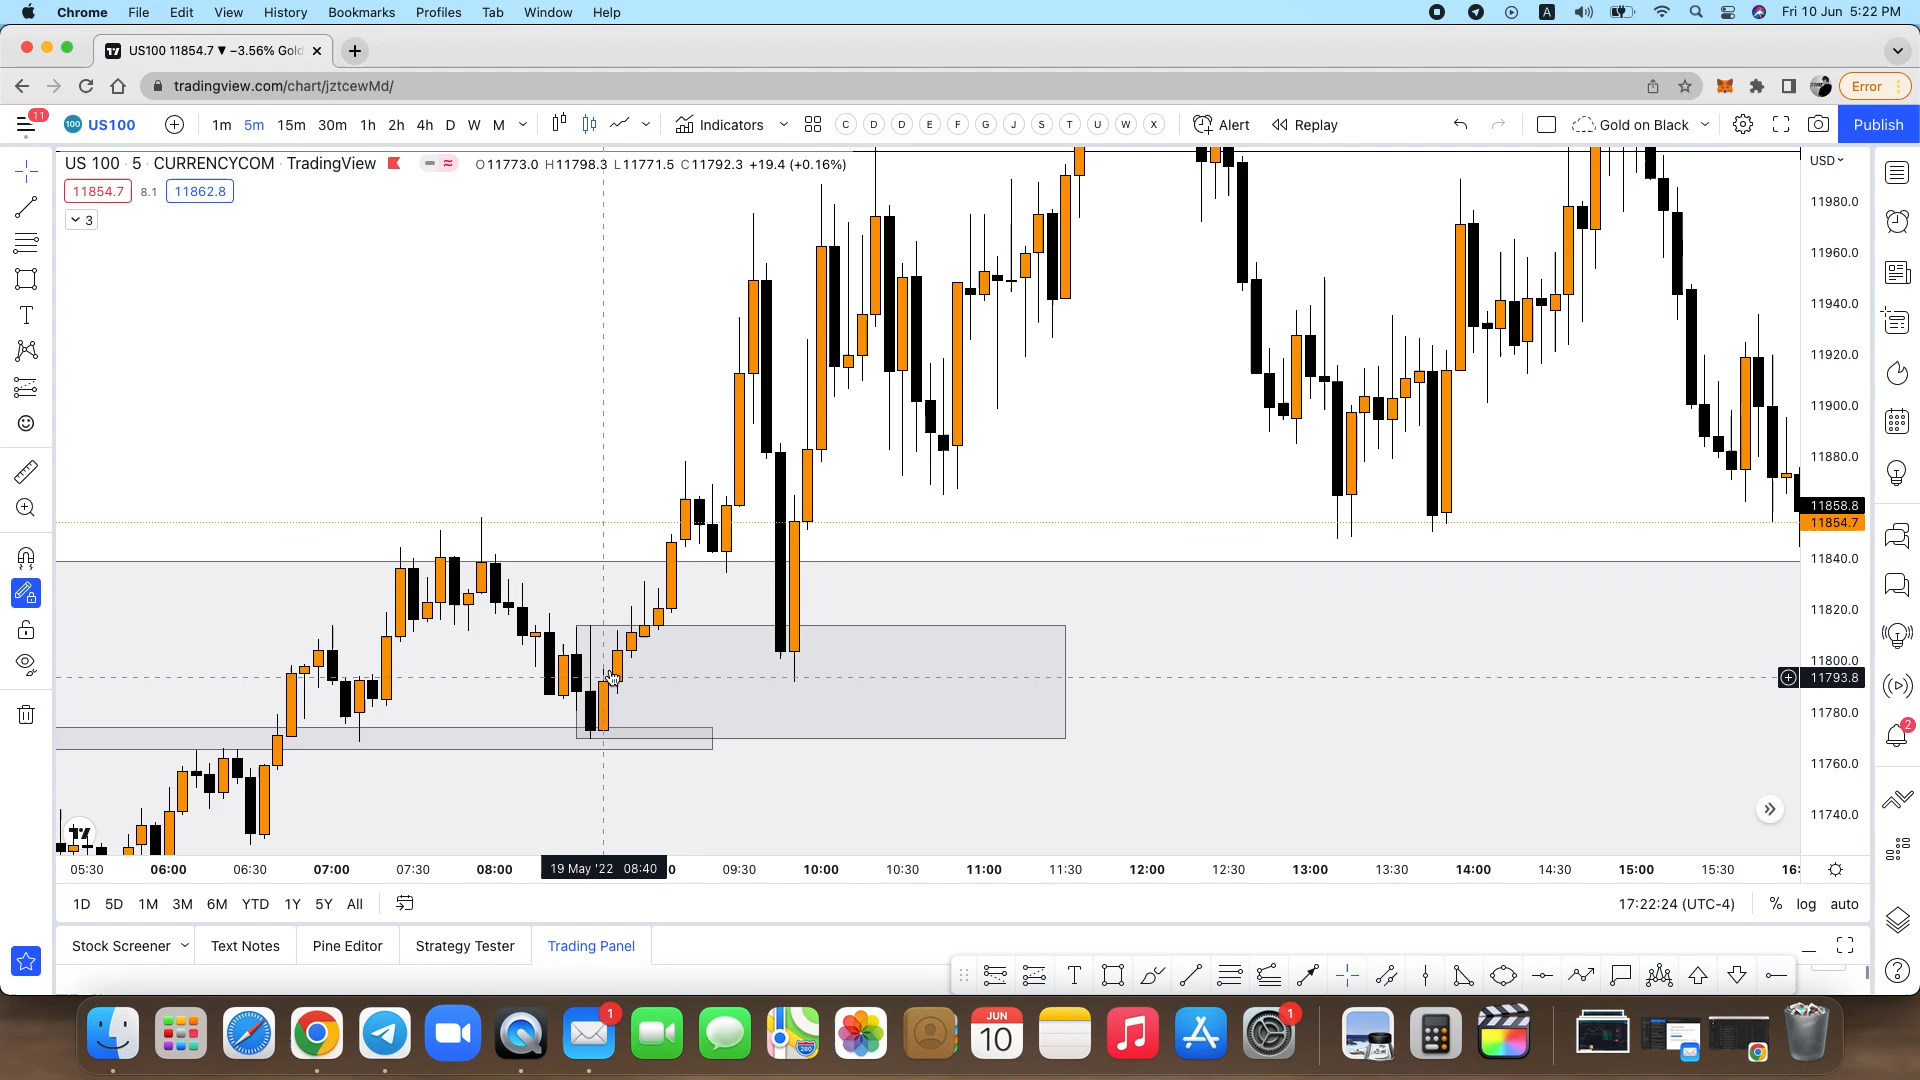 Chrome File Edit View History Bookmarks Profiles Tab Window Help A Fri 10 Jun 5:22 PM
US100 11854.7 ▼ −3.56% Gold
tradingview.com/chart/jztcewMd/ Error
11 100 US100 1m 5m 15m 30m 1h 2h 4h D W M Indicators C D D E F G J S T U W X Alert Replay Gold on Black Publish
US 100 · 5 · CURRENCYCOM · TradingView O11773.0 H11798.3 L11771.5 C11792.3 +19.4 (+0.16%) USD
11854.7 8.1 11862.8
3
11980.0
11960.0
11940.0
11920.0
11900.0
11880.0
11858.8
11854.7
11840.0
11820.0
11800.0
11793.8
11780.0
11760.0
11740.0
2
05:30 06:00 06:30 07:00 07:30 08:00 19 May '22 08:40 0 09:30 10:00 10:30 11:00 11:30 12:00 12:30 13:00 13:30 14:00 14:30 15:00 15:30 16:
1D 5D 1M 3M 6M YTD 1Y 5Y All 17:22:24 (UTC-4) % log auto
Stock Screener Text Notes Pine Editor Strategy Tester Trading Panel
T
1 JUN 10 1
280